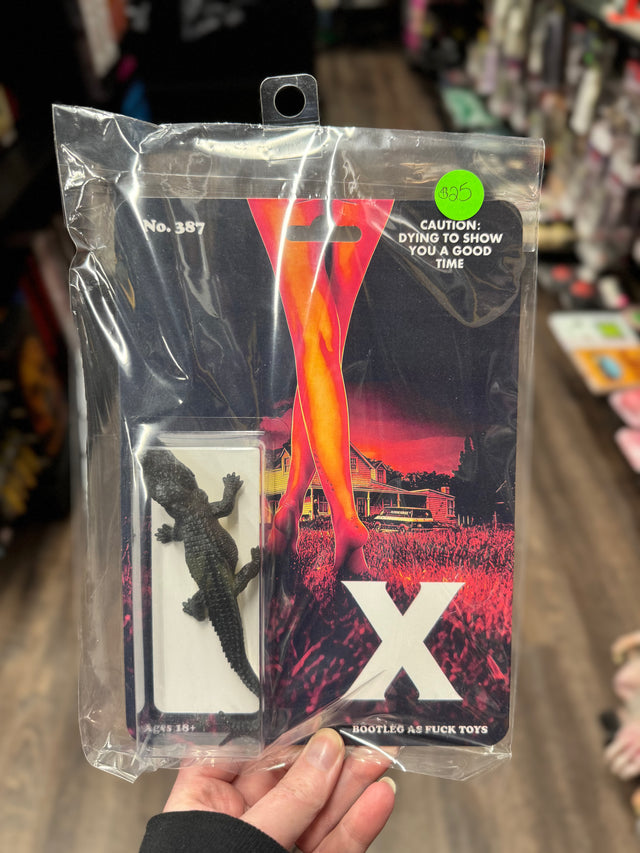 $25
No. 387
CAUTION:
DYING TO SHOW
YOU A GOOD
TIME
X
Ages 18+
BOOTLEG AS FUCK TOYS